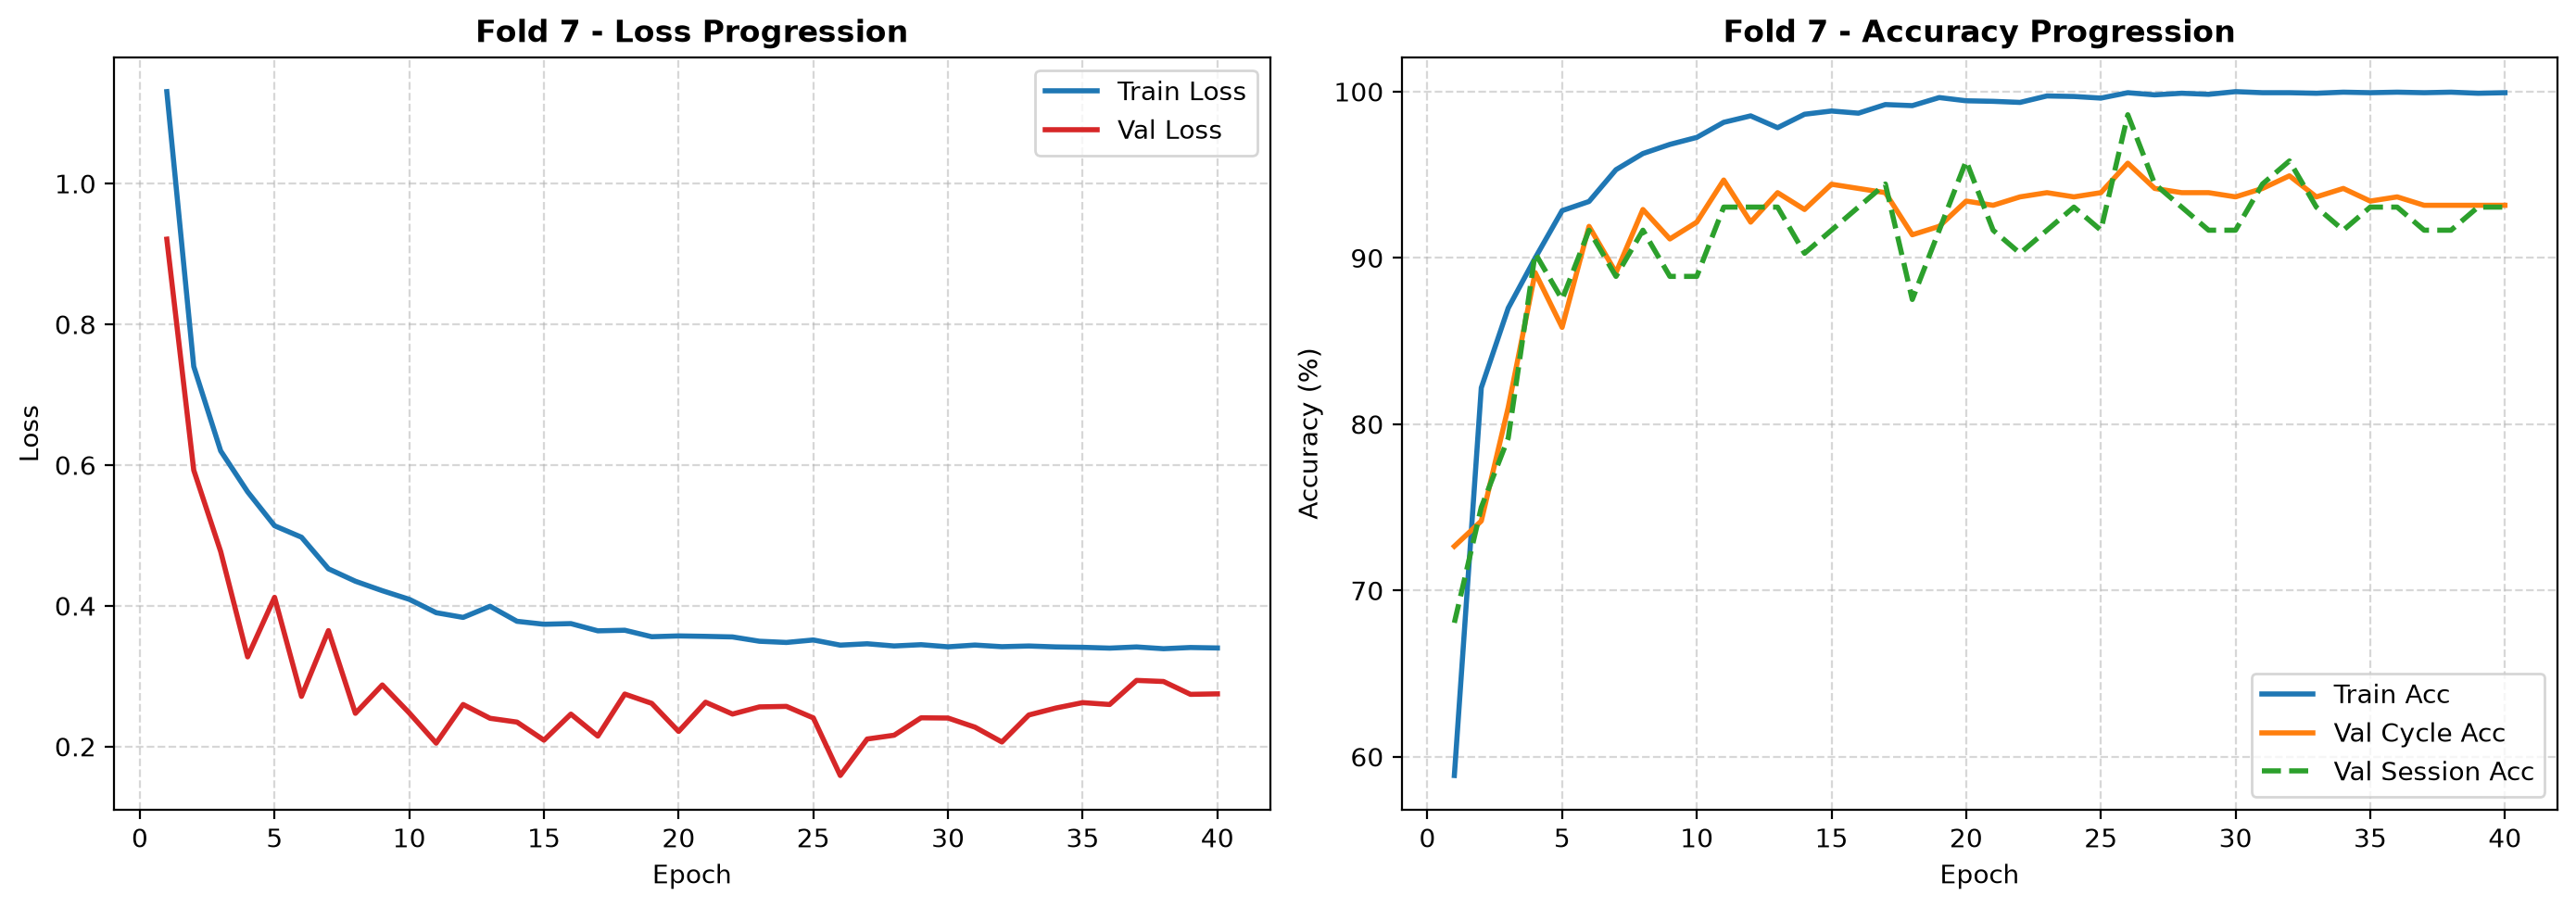 Fold 7 - Loss Progression
Train Loss
Val Loss
1.0
0.8
0.6
0.4
0.2
Loss
0 5 10 15 20 25 30 35 40
Epoch
Fold 7 - Accuracy Progression
100
90
80
70
60
Accuracy (%)
Train Acc
Val Cycle Acc
Val Session Acc
0 5 10 15 20 25 30 35 40
Epoch